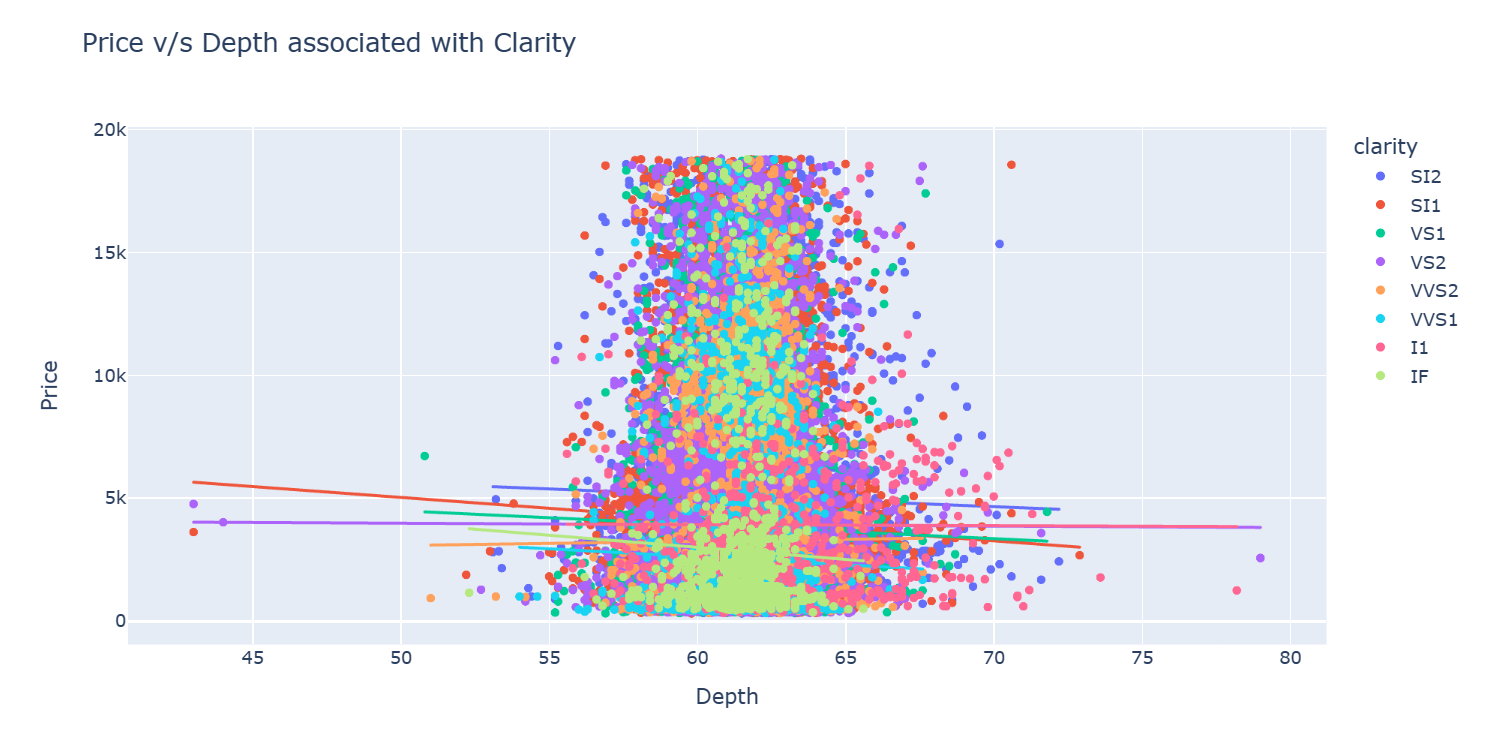 Price v/s Depth associated with Clarity
20k
15k
10k
5k
0
Price
45 50 55 60 65 70 75 80
Depth
clarity
SI2
SI1
VS1
VS2
VVS2
VVS1
I1
IF